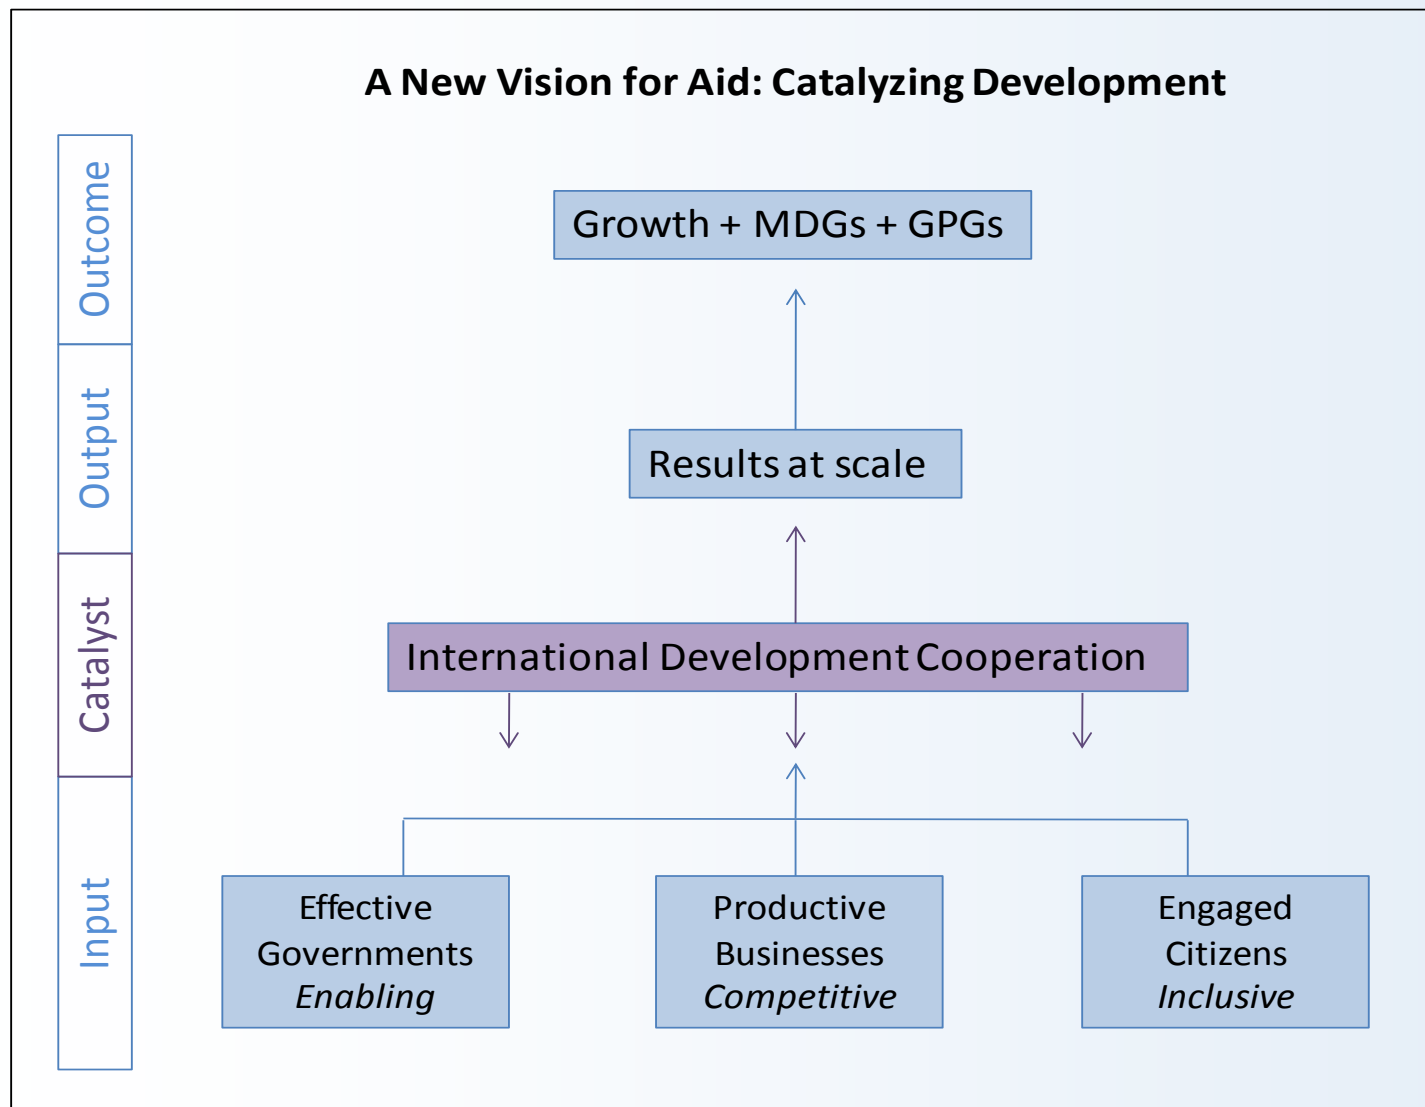 A New Vision for Aid: Catalyzing Development
Outcome
Growth + MDGs + GPGs
Output
Results at scale
Catalyst
International Development Cooperation
Input
Effective
Governments
Enabling
Productive
Businesses
Competitive
Engaged
Citizens
Inclusive